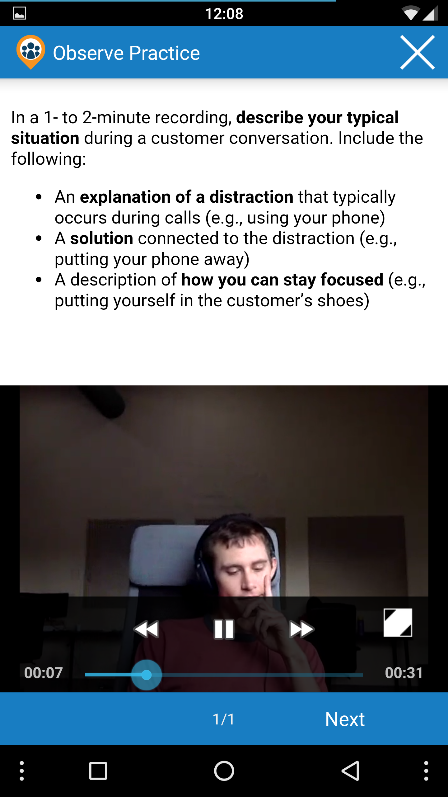 12:08
Observe Practice
In a 1- to 2-minute recording, describe your typical
situation during a customer conversation. Include the
following:
• An explanation of a distraction that typically
occurs during calls (e.g., using your phone)
• A solution connected to the distraction (e.g.,
putting your phone away)
• A description of how you can stay focused (e.g.,
putting yourself in the customer’s shoes)
00:07
00:31
1/1
Next